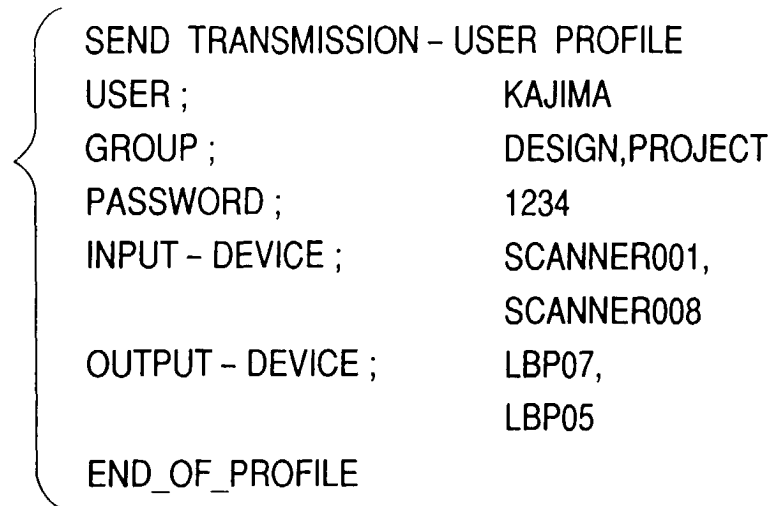 SEND TRANSMISSION – USER PROFILE
USER ; KAJIMA
GROUP ; DESIGN,PROJECT
PASSWORD ; 1234
INPUT – DEVICE ; SCANNER001,
SCANNER008
OUTPUT – DEVICE ; LBP07,
LBP05
END_OF_PROFILE